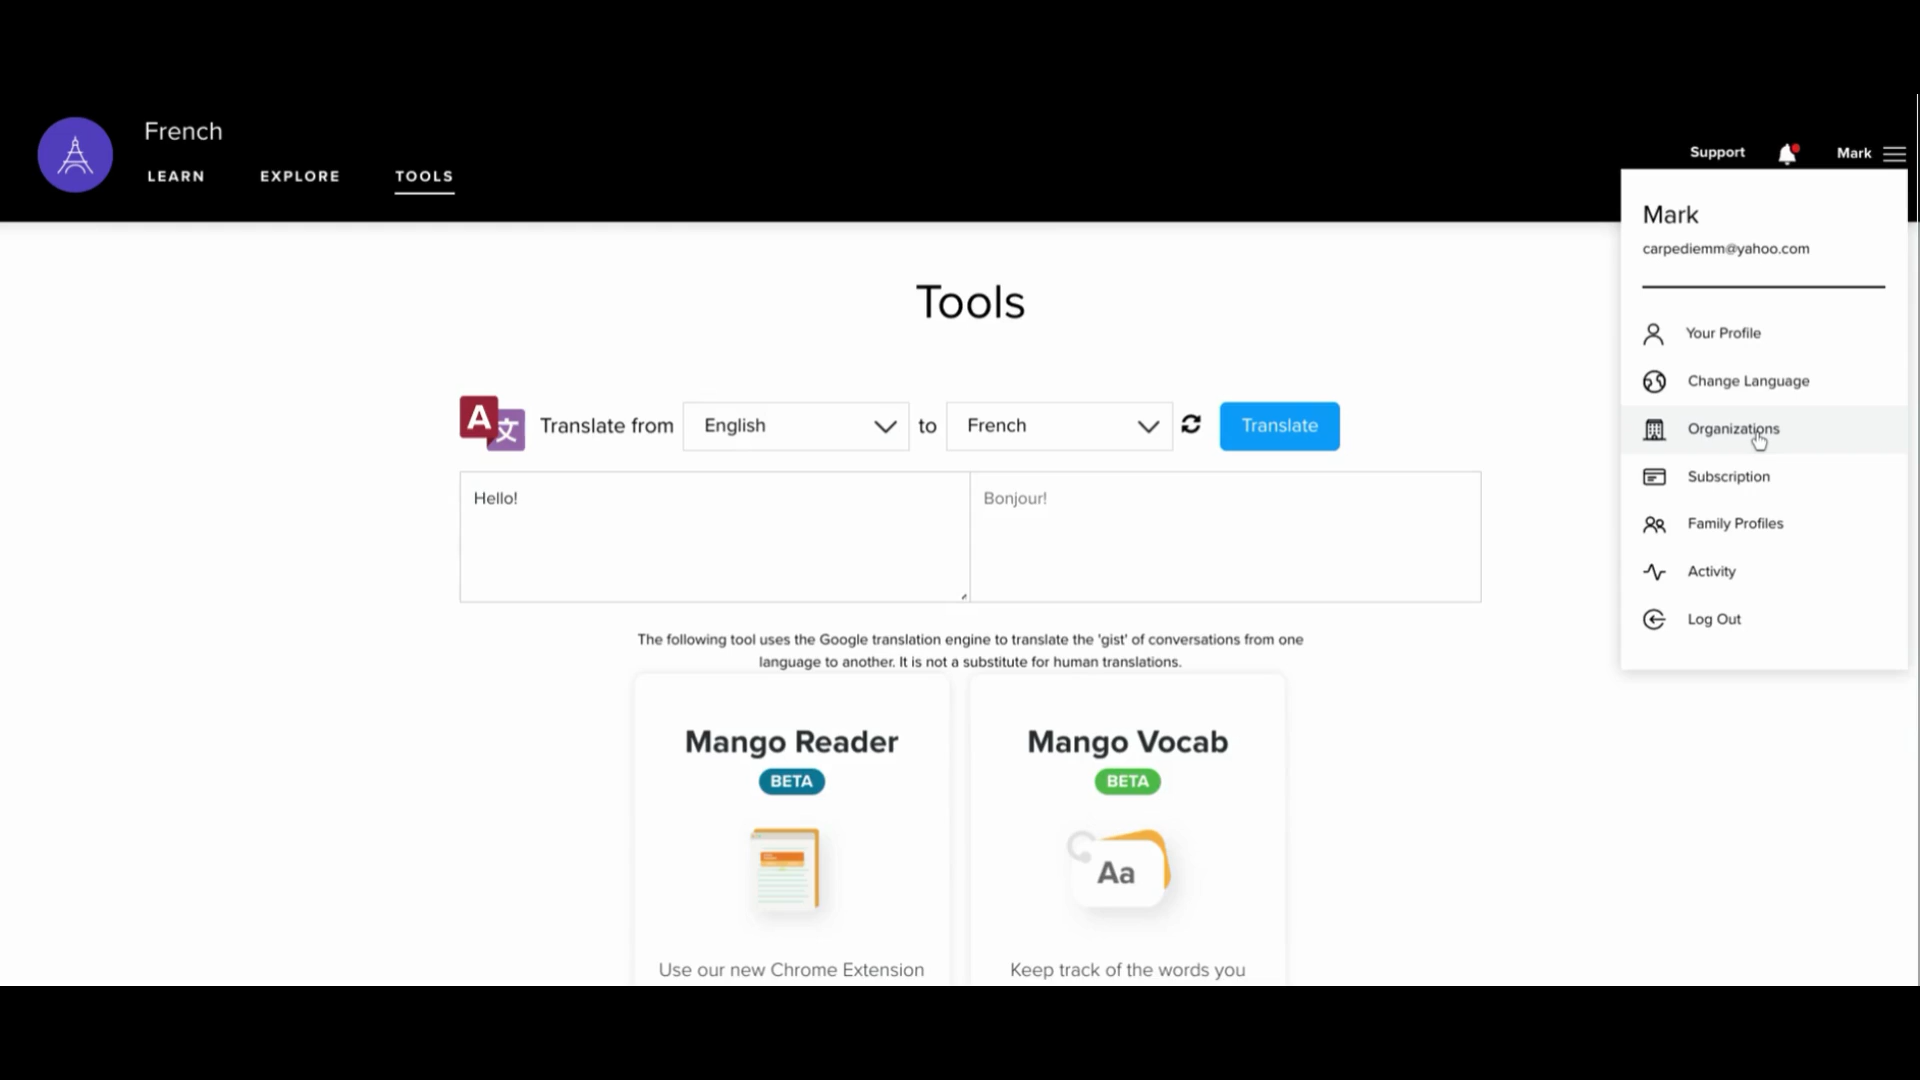 French
LEARN EXPLORE TOOLS
Support Mark
Mark
carpediemm@yahoo.com
Your Profile
Change Language
Organizations
Subscription
Family Profiles
Activity
Log Out
Tools
A 文 Translate from English to French Translate
Hello! Bonjour!
The following tool uses the Google translation engine to translate the 'gist' of conversations from one
language to another. It is not a substitute for human translations.
Mango Reader
BETA
Use our new Chrome Extension
Mango Vocab
BETA
Aa
Keep track of the words you